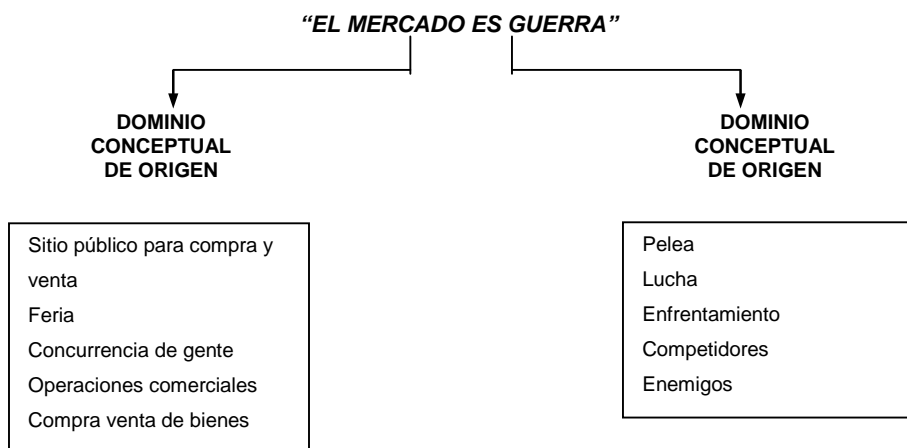 “EL MERCADO ES GUERRA”
DOMINIO
CONCEPTUAL
DE ORIGEN
Sitio público para compra y
venta
Feria
Concurrencia de gente
Operaciones comerciales
Compra venta de bienes
DOMINIO
CONCEPTUAL
DE ORIGEN
Pelea
Lucha
Enfrentamiento
Competidores
Enemigos